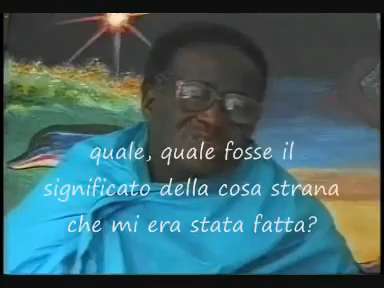 quale, quale fosse il
significato della cosa strana
che mi era stata fatta?